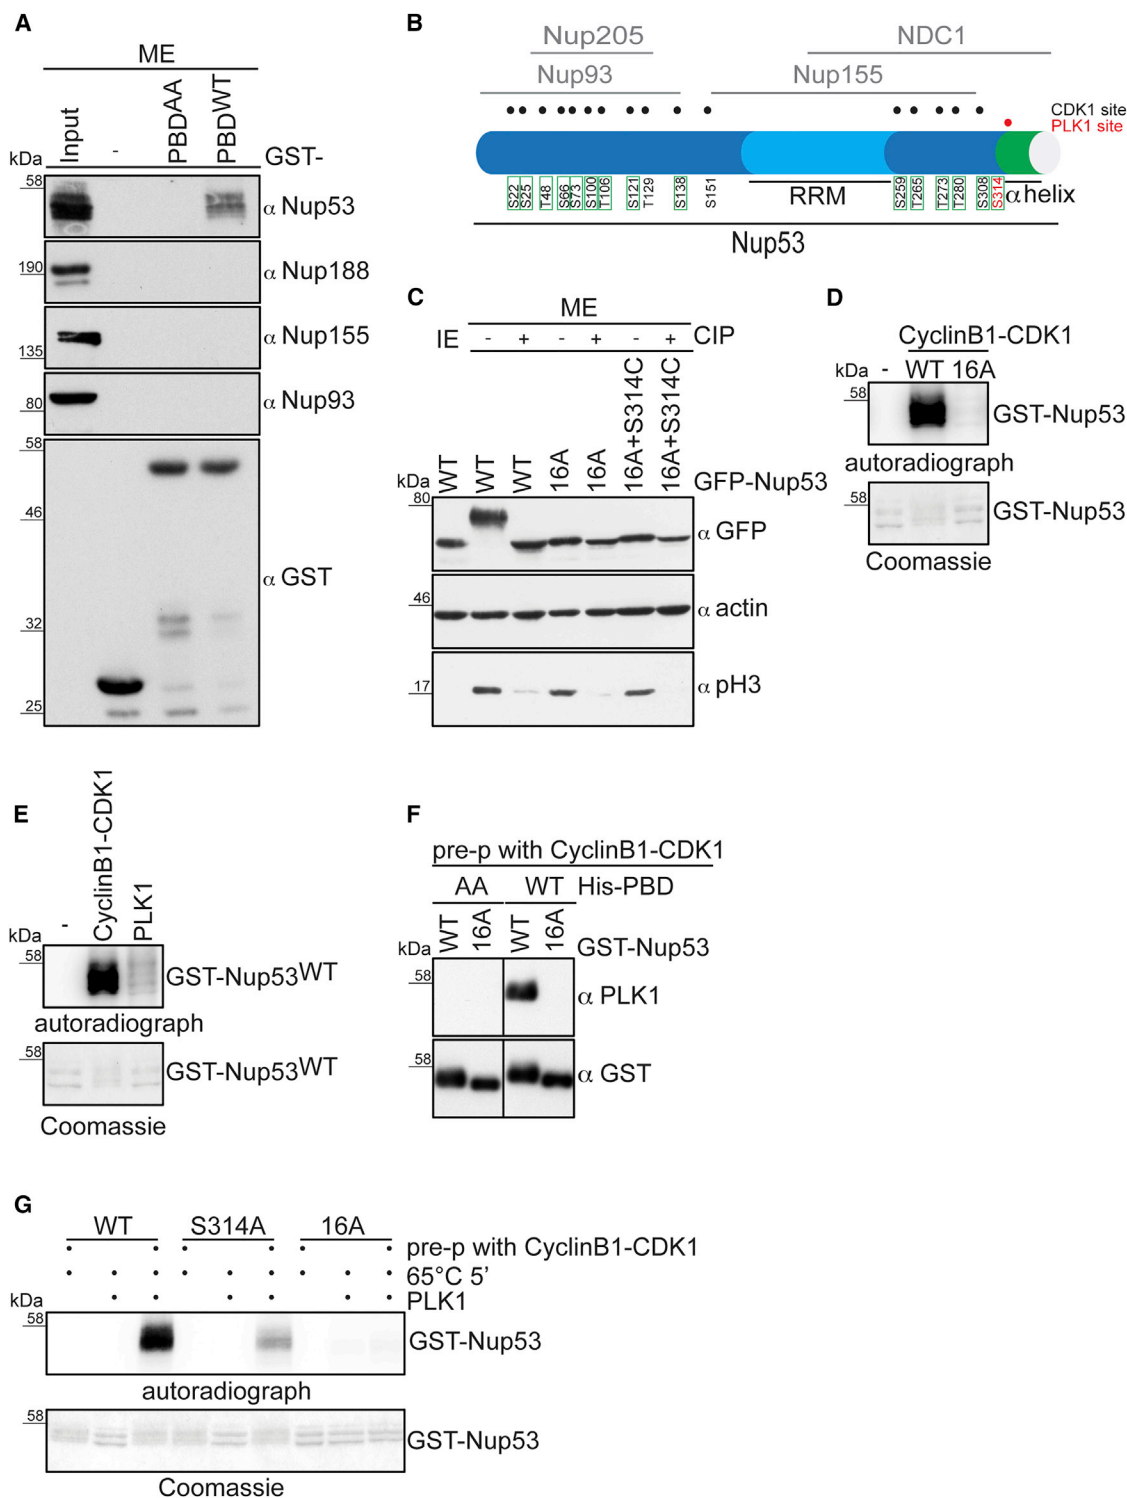 A
ME
Input
-
PBDAA
PBDWT
GST-
kDa
58
α Nup53
190
α Nup188
135
α Nup155
80
α Nup93
58
46
32
25
α GST
B
Nup205
NDC1
Nup93
Nup155
CDK1 site
PLK1 site
S22
S25
T48
S66
S73
S100
T106
S121
T129
S138
S151
RRM
S259
T265
T273
T280
S308
S314
α helix
Nup53
C
ME
IE
- + - + - +
CIP
WT
WT
WT
16A
16A
16A+S314C
16A+S314C
GFP-Nup53
kDa
80
α GFP
46
α actin
17
α pH3
D
CyclinB1-CDK1
kDa
- WT 16A
58
GST-Nup53
autoradiograph
58
GST-Nup53
Coomassie
E
-
CyclinB1-CDK1
PLK1
kDa
58
GST-Nup53WT
autoradiograph
58
GST-Nup53WT
Coomassie
F
pre-p with CyclinB1-CDK1
AA WT His-PBD
WT
16A
WT
16A
GST-Nup53
kDa
58
α PLK1
58
α GST
G
WT S314A 16A
pre-p with CyclinB1-CDK1
65°C 5'
PLK1
kDa
58
GST-Nup53
autoradiograph
58
GST-Nup53
Coomassie